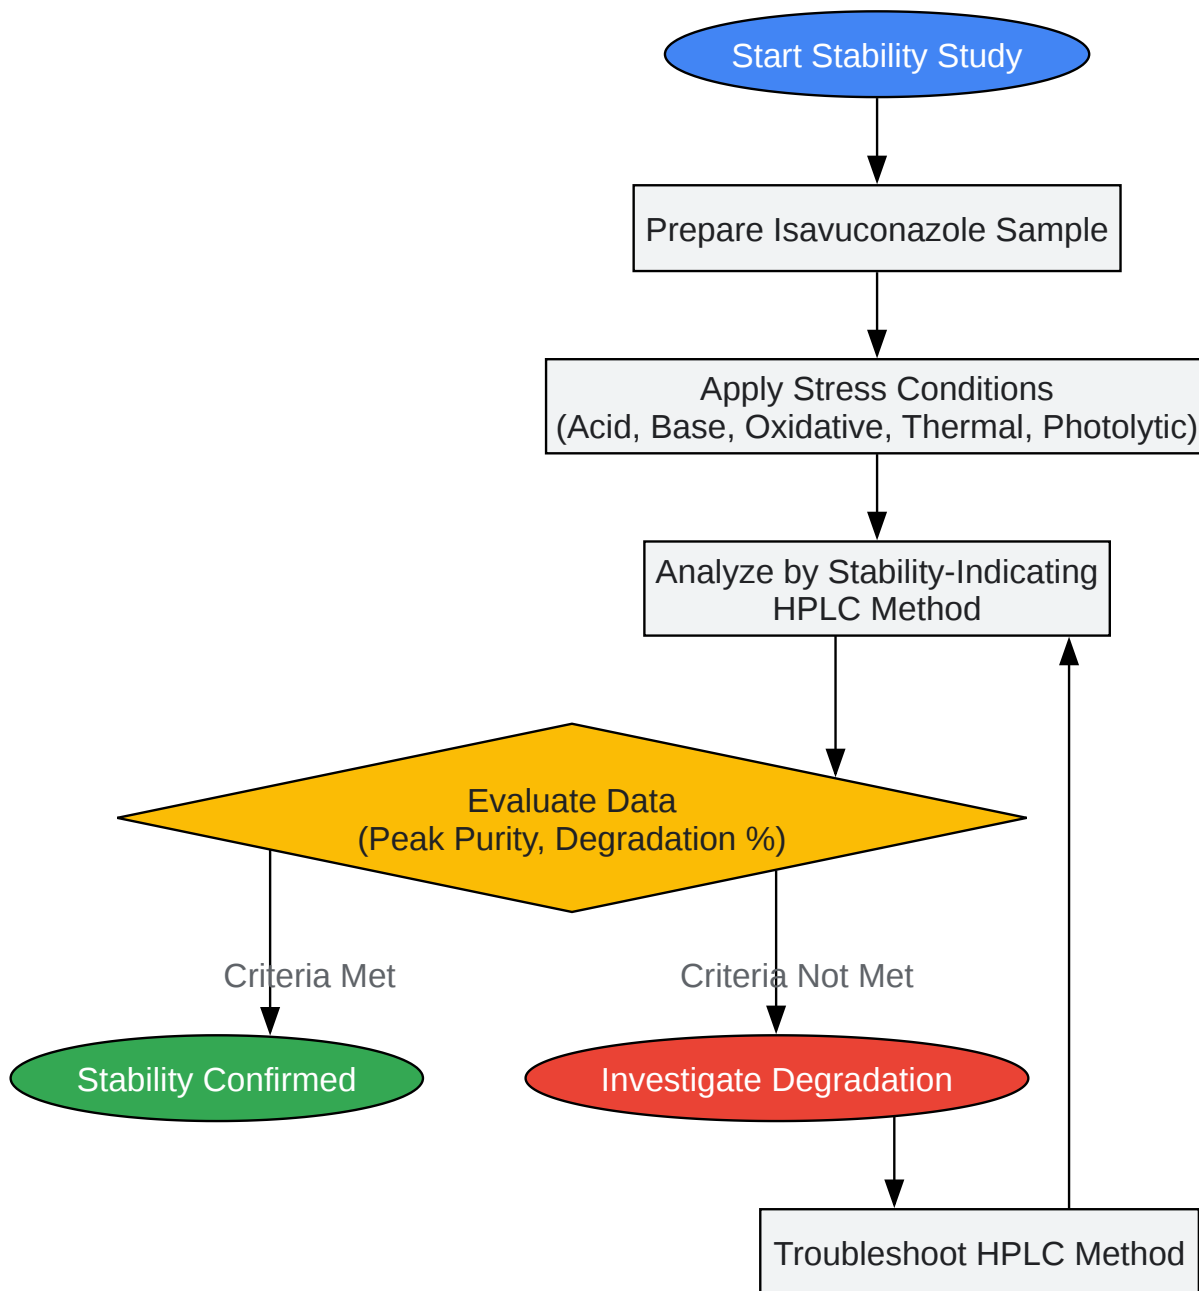 Start Stability Study
Prepare Isavuconazole Sample
Apply Stress Conditions
(Acid, Base, Oxidative, Thermal, Photolytic)
Analyze by Stability-Indicating
HPLC Method
Evaluate Data
(Peak Purity, Degradation %)
Criteria Met
Criteria Not Met
Stability Confirmed
Investigate Degradation
Troubleshoot HPLC Method